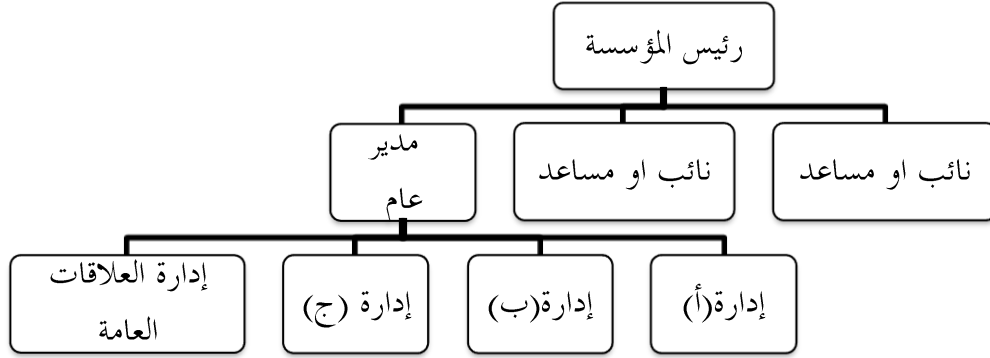 رئيس المؤسسة
نائب او مساعد
نائب او مساعد
مدير
عام
إدارة(أ)
إدارة(ب)
إدارة (ج)
إدارة العلاقات
العامة